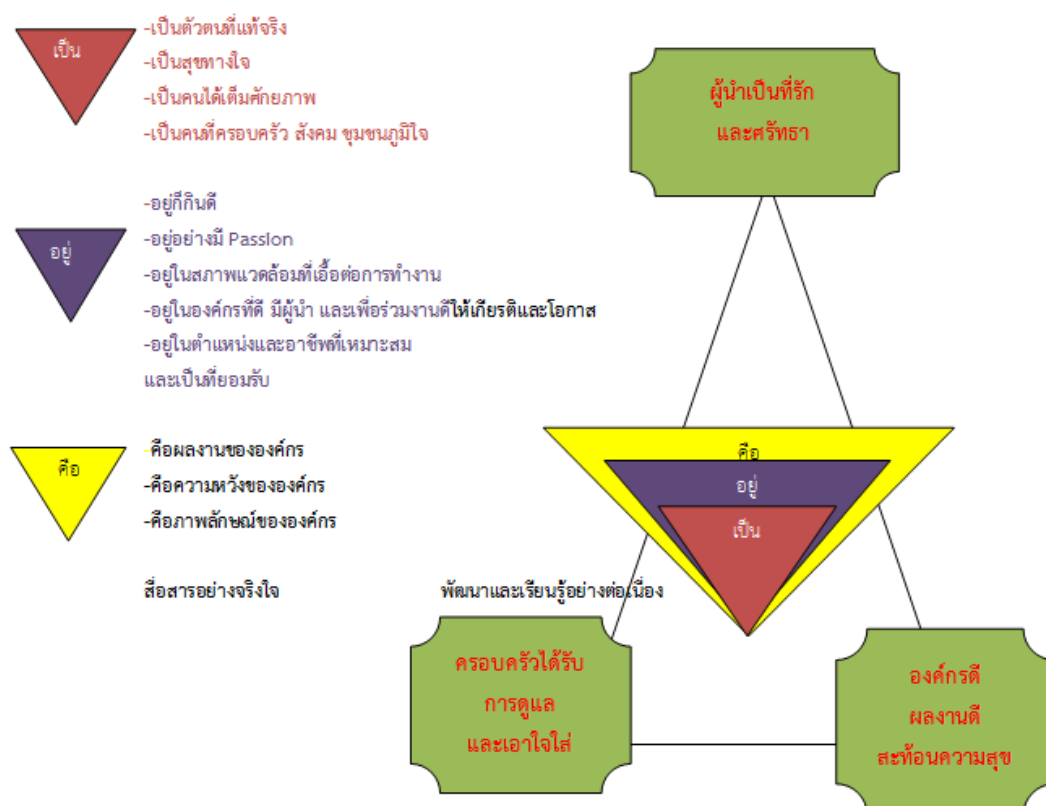 เป็น
-เป็นตัวตนที่แท้จริง
-เป็นสุขทางใจ
-เป็นคนได้เต็มศักยภาพ
-เป็นคนที่ครอบครัว สังคม ชุมชนภูมิใจ
อยู่
-อยู่ก็กินดี
-อยู่อย่างมี Passion
-อยู่ในสภาพแวดล้อมที่เอื้อต่อการทำงาน
-อยู่ในองค์กรที่ดี มีผู้นำ และเพื่อร่วมงานดีให้เกียรติและโอกาส
-อยู่ในตำแหน่งและอาชีพที่เหมาะสม
และเป็นที่ยอมรับ
คือ
-คือผลงานขององค์กร
-คือความหวังขององค์กร
-คือภาพลักษณ์ขององค์กร
สื่อสารอย่างจริงใจ
พัฒนาและเรียนรู้อย่างต่อเนื่อง
ผู้นำเป็นที่รัก
และศรัทธา
คือ
อยู่
เป็น
ครอบครัวได้รับ
การดูแล
และเอาใจใส่
องค์กรดี
ผลงานดี
สะท้อนความสุข